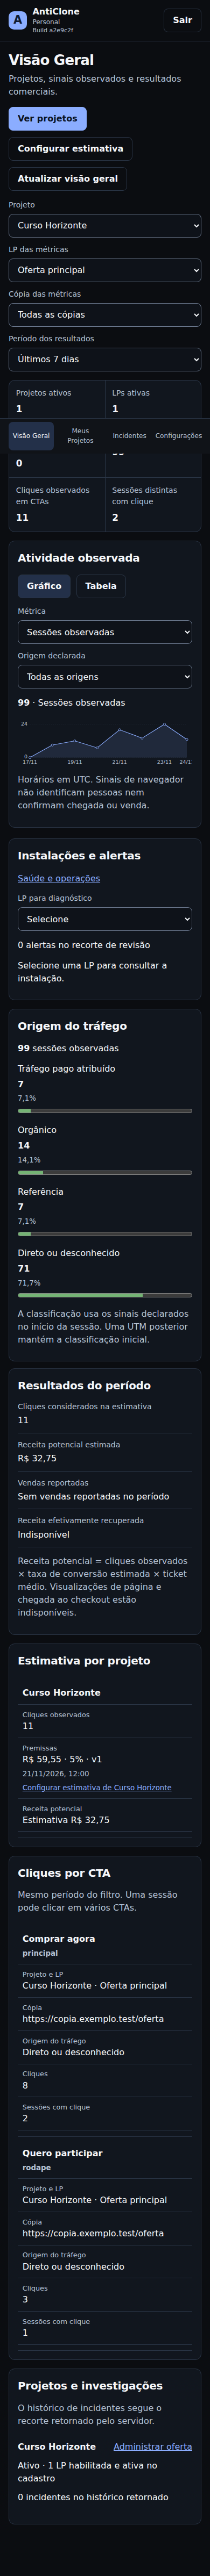 A
AntiClone
Personal
Build a2e9c2f
Sair
Visão Geral
Projetos, sinais observados e resultados
comerciais.
Ver projetos
Configurar estimativa
Atualizar visão geral
Projeto
Curso Horizonte
LP das métricas
Oferta principal
Cópia das métricas
Todas as cópias
Período dos resultados
Últimos 7 dias
Projetos ativos
1
LPs ativas
1
Visão Geral
Meus
Projetos
Incidentes
Configurações
0
Cliques observados
em CTAs
11
Sessões distintas
com clique
2
Atividade observada
Gráfico
Tabela
Métrica
Sessões observadas
Origem declarada
Todas as origens
99 · Sessões observadas
24
0
17/11
19/11
21/11
23/11
24/1
Horários em UTC. Sinais de navegador
não identificam pessoas nem
confirmam chegada ou venda.
Instalações e alertas
Saúde e operações
LP para diagnóstico
Selecione
0 alertas no recorte de revisão
Selecione uma LP para consultar a
instalação.
Origem do tráfego
99 sessões observadas
Tráfego pago atribuído
7
7,1%
Orgânico
14
14,1%
Referência
7
7,1%
Direto ou desconhecido
71
71,7%
A classificação usa os sinais declarados
no início da sessão. Uma UTM posterior
mantém a classificação inicial.
Resultados do período
Cliques considerados na estimativa
11
Receita potencial estimada
R$ 32,75
Vendas reportadas
Sem vendas reportadas no período
Receita efetivamente recuperada
Indisponível
Receita potencial = cliques observados
× taxa de conversão estimada × ticket
médio. Visualizações de página e
chegada ao checkout estão
indisponíveis.
Estimativa por projeto
Curso Horizonte
Cliques observados
11
Premissas
R$ 59,55 · 5% · v1
21/11/2026, 12:00
Configurar estimativa de Curso Horizonte
Receita potencial
Estimativa R$ 32,75
Cliques por CTA
Mesmo período do filtro. Uma sessão
pode clicar em vários CTAs.
Comprar agora
principal
Projeto e LP
Curso Horizonte · Oferta principal
Cópia
https://copia.exemplo.test/oferta
Origem do tráfego
Direto ou desconhecido
Cliques
8
Sessões com clique
2
Quero participar
rodape
Projeto e LP
Curso Horizonte · Oferta principal
Cópia
https://copia.exemplo.test/oferta
Origem do tráfego
Direto ou desconhecido
Cliques
3
Sessões com clique
1
Projetos e investigações
O histórico de incidentes segue o
recorte retornado pelo servidor.
Curso Horizonte
Administrar oferta
Ativo · 1 LP habilitada e ativa no
cadastro
0 incidentes no histórico retornado